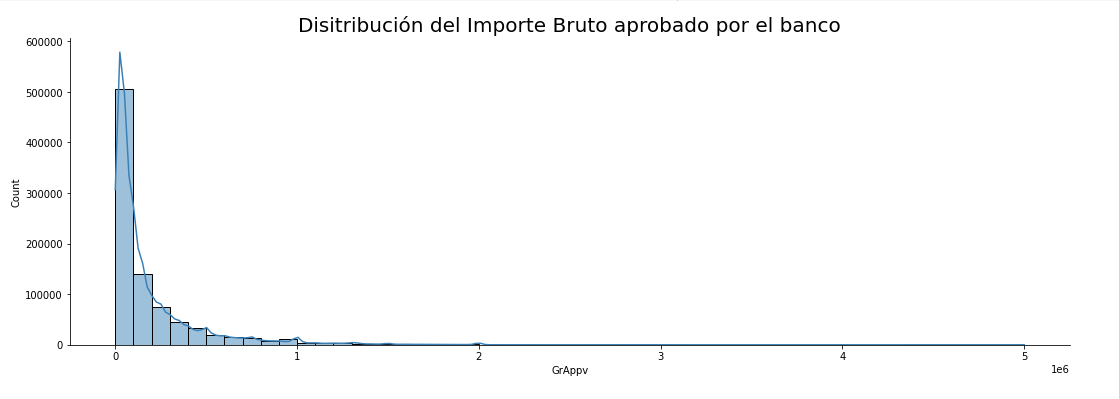 Disitribución del Importe Bruto aprobado por el banco
600000
500000
400000
300000
200000
100000
0
Count
0 1 2 3 4 5
1e6
GrAppv